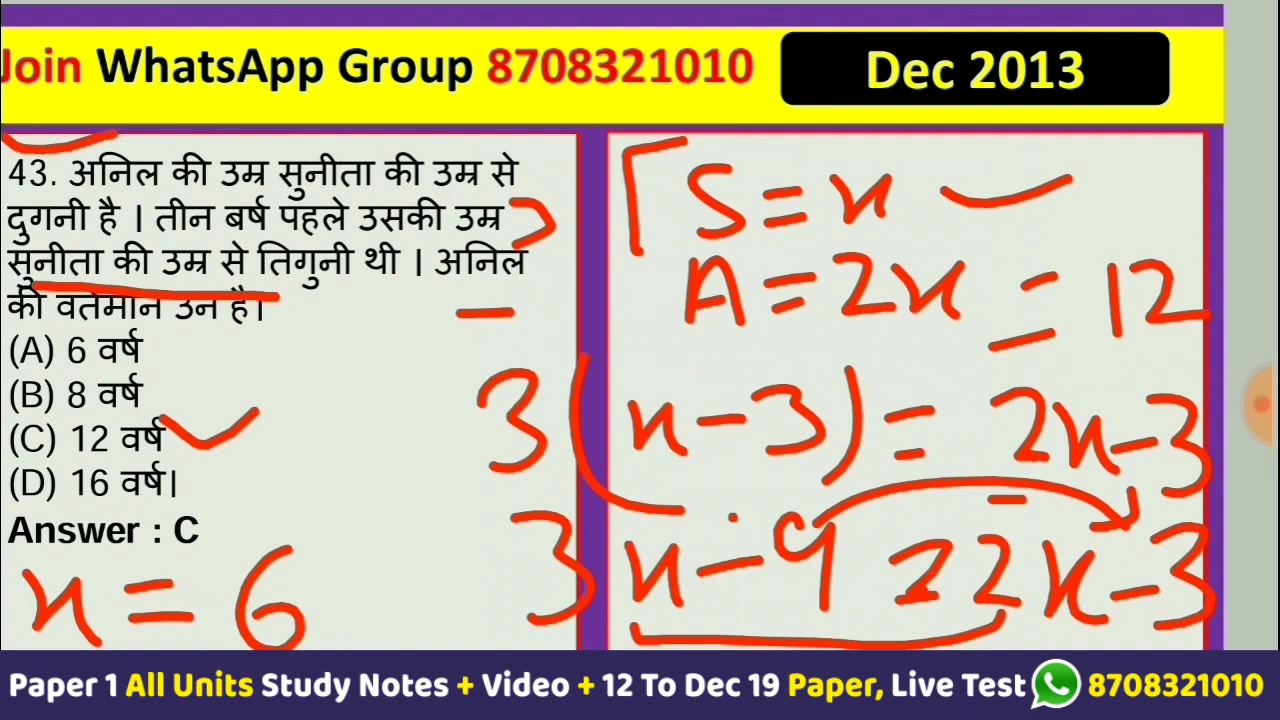 Join WhatsApp Group 8708321010
Dec 2013
43. अनिल की उम्र सुनीता की उम्र से
दुगनी है । तीन बर्ष पहले उसकी उम्र
सुनीता की उम्र से तिगुनी थी । अनिल
की वर्तमान उम्र है।
(A) 6 वर्ष
(B) 8 वर्ष
(C) 12 वर्ष
(D) 16 वर्ष।
Answer : C
x = 6
S = x
A = 2x = 12
3(x-3) = 2x-3
3x-9 = 2x-3
Paper 1 All Units Study Notes + Video + 12 To Dec 19 Paper, Live Test 8708321010